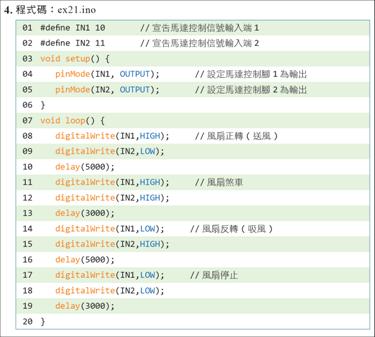 4. 程式碼：ex21.ino
01 #define IN1 10 //宣告馬達控制信號輸入端 1
02 #define IN2 11 //宣告馬達控制信號輸入端 2
03 void setup() {
04 pinMode(IN1, OUTPUT); //設定馬達控制腳 1 為輸出
05 pinMode(IN2, OUTPUT); //設定馬達控制腳 2 為輸出
06 }
07 void loop() {
08 digitalWrite(IN1,HIGH); //風扇正轉 ( 送風 )
09 digitalWrite(IN2,LOW);
10 delay(5000);
11 digitalWrite(IN1,HIGH); //風扇煞車
12 digitalWrite(IN2,HIGH);
13 delay(3000);
14 digitalWrite(IN1,LOW); //風扇反轉 ( 吸風 )
15 digitalWrite(IN2,HIGH);
16 delay(5000);
17 digitalWrite(IN1,LOW); //風扇停止
18 digitalWrite(IN2,LOW);
19 delay(3000);
20 }